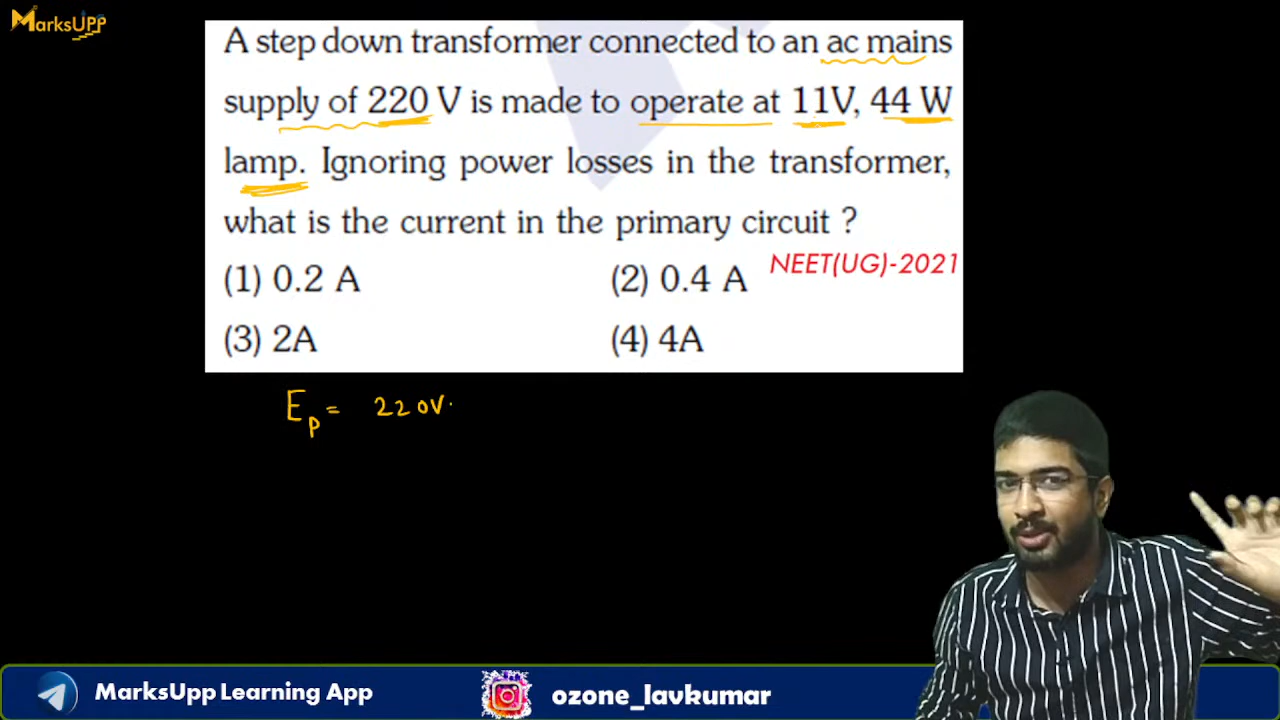 MarksUPP
A step down transformer connected to an ac mains
supply of 220 V is made to operate at 11V, 44 W
lamp. Ignoring power losses in the transformer,
what is the current in the primary circuit ?
NEET(UG)-2021
(1) 0.2 A (2) 0.4 A
(3) 2A (4) 4A
Ep = 220V.
MarksUpp Learning App ozone_lavkumar